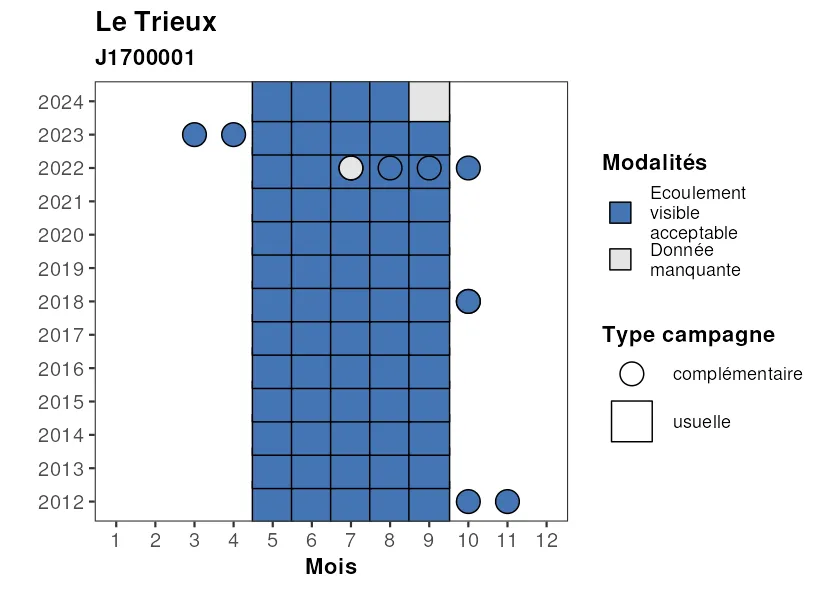 Le Trieux
J1700001
2024
2023
2022
2021
2020
2019
2018
2017
2016
2015
2014
2013
2012
1 2 3 4 5 6 7 8 9 10 11 12
Mois
Modalités
Ecoulement
visible
acceptable
Donnée
manquante
Type campagne
complémentaire
usuelle